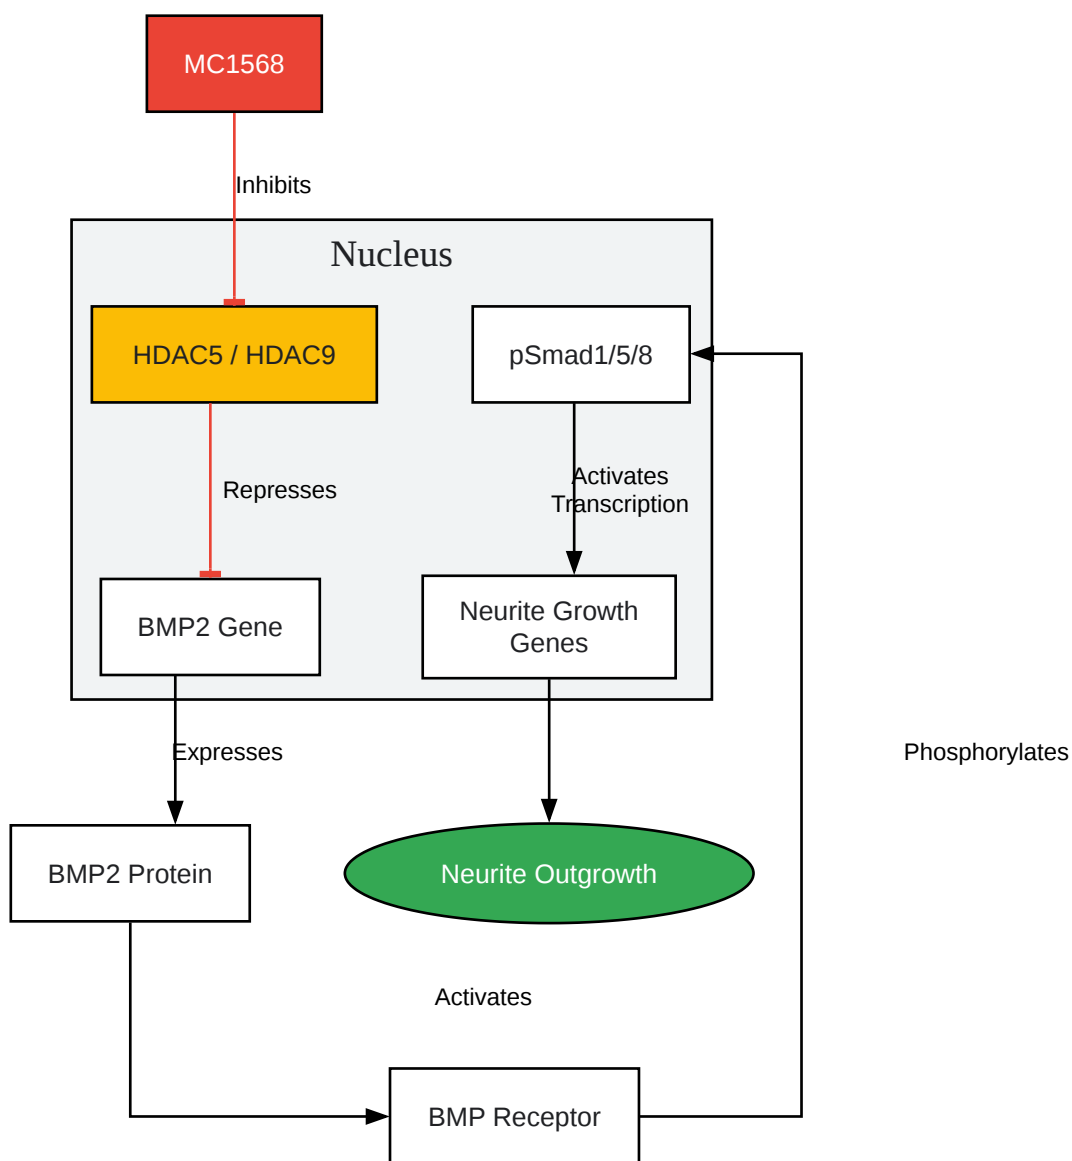 MC1568
Inhibits
Nucleus
HDAC5 / HDAC9
pSmad1/5/8
Represses
Activates
Transcription
BMP2 Gene
Neurite Growth
Genes
Expresses
Phosphorylates
BMP2 Protein
Neurite Outgrowth
Activates
BMP Receptor